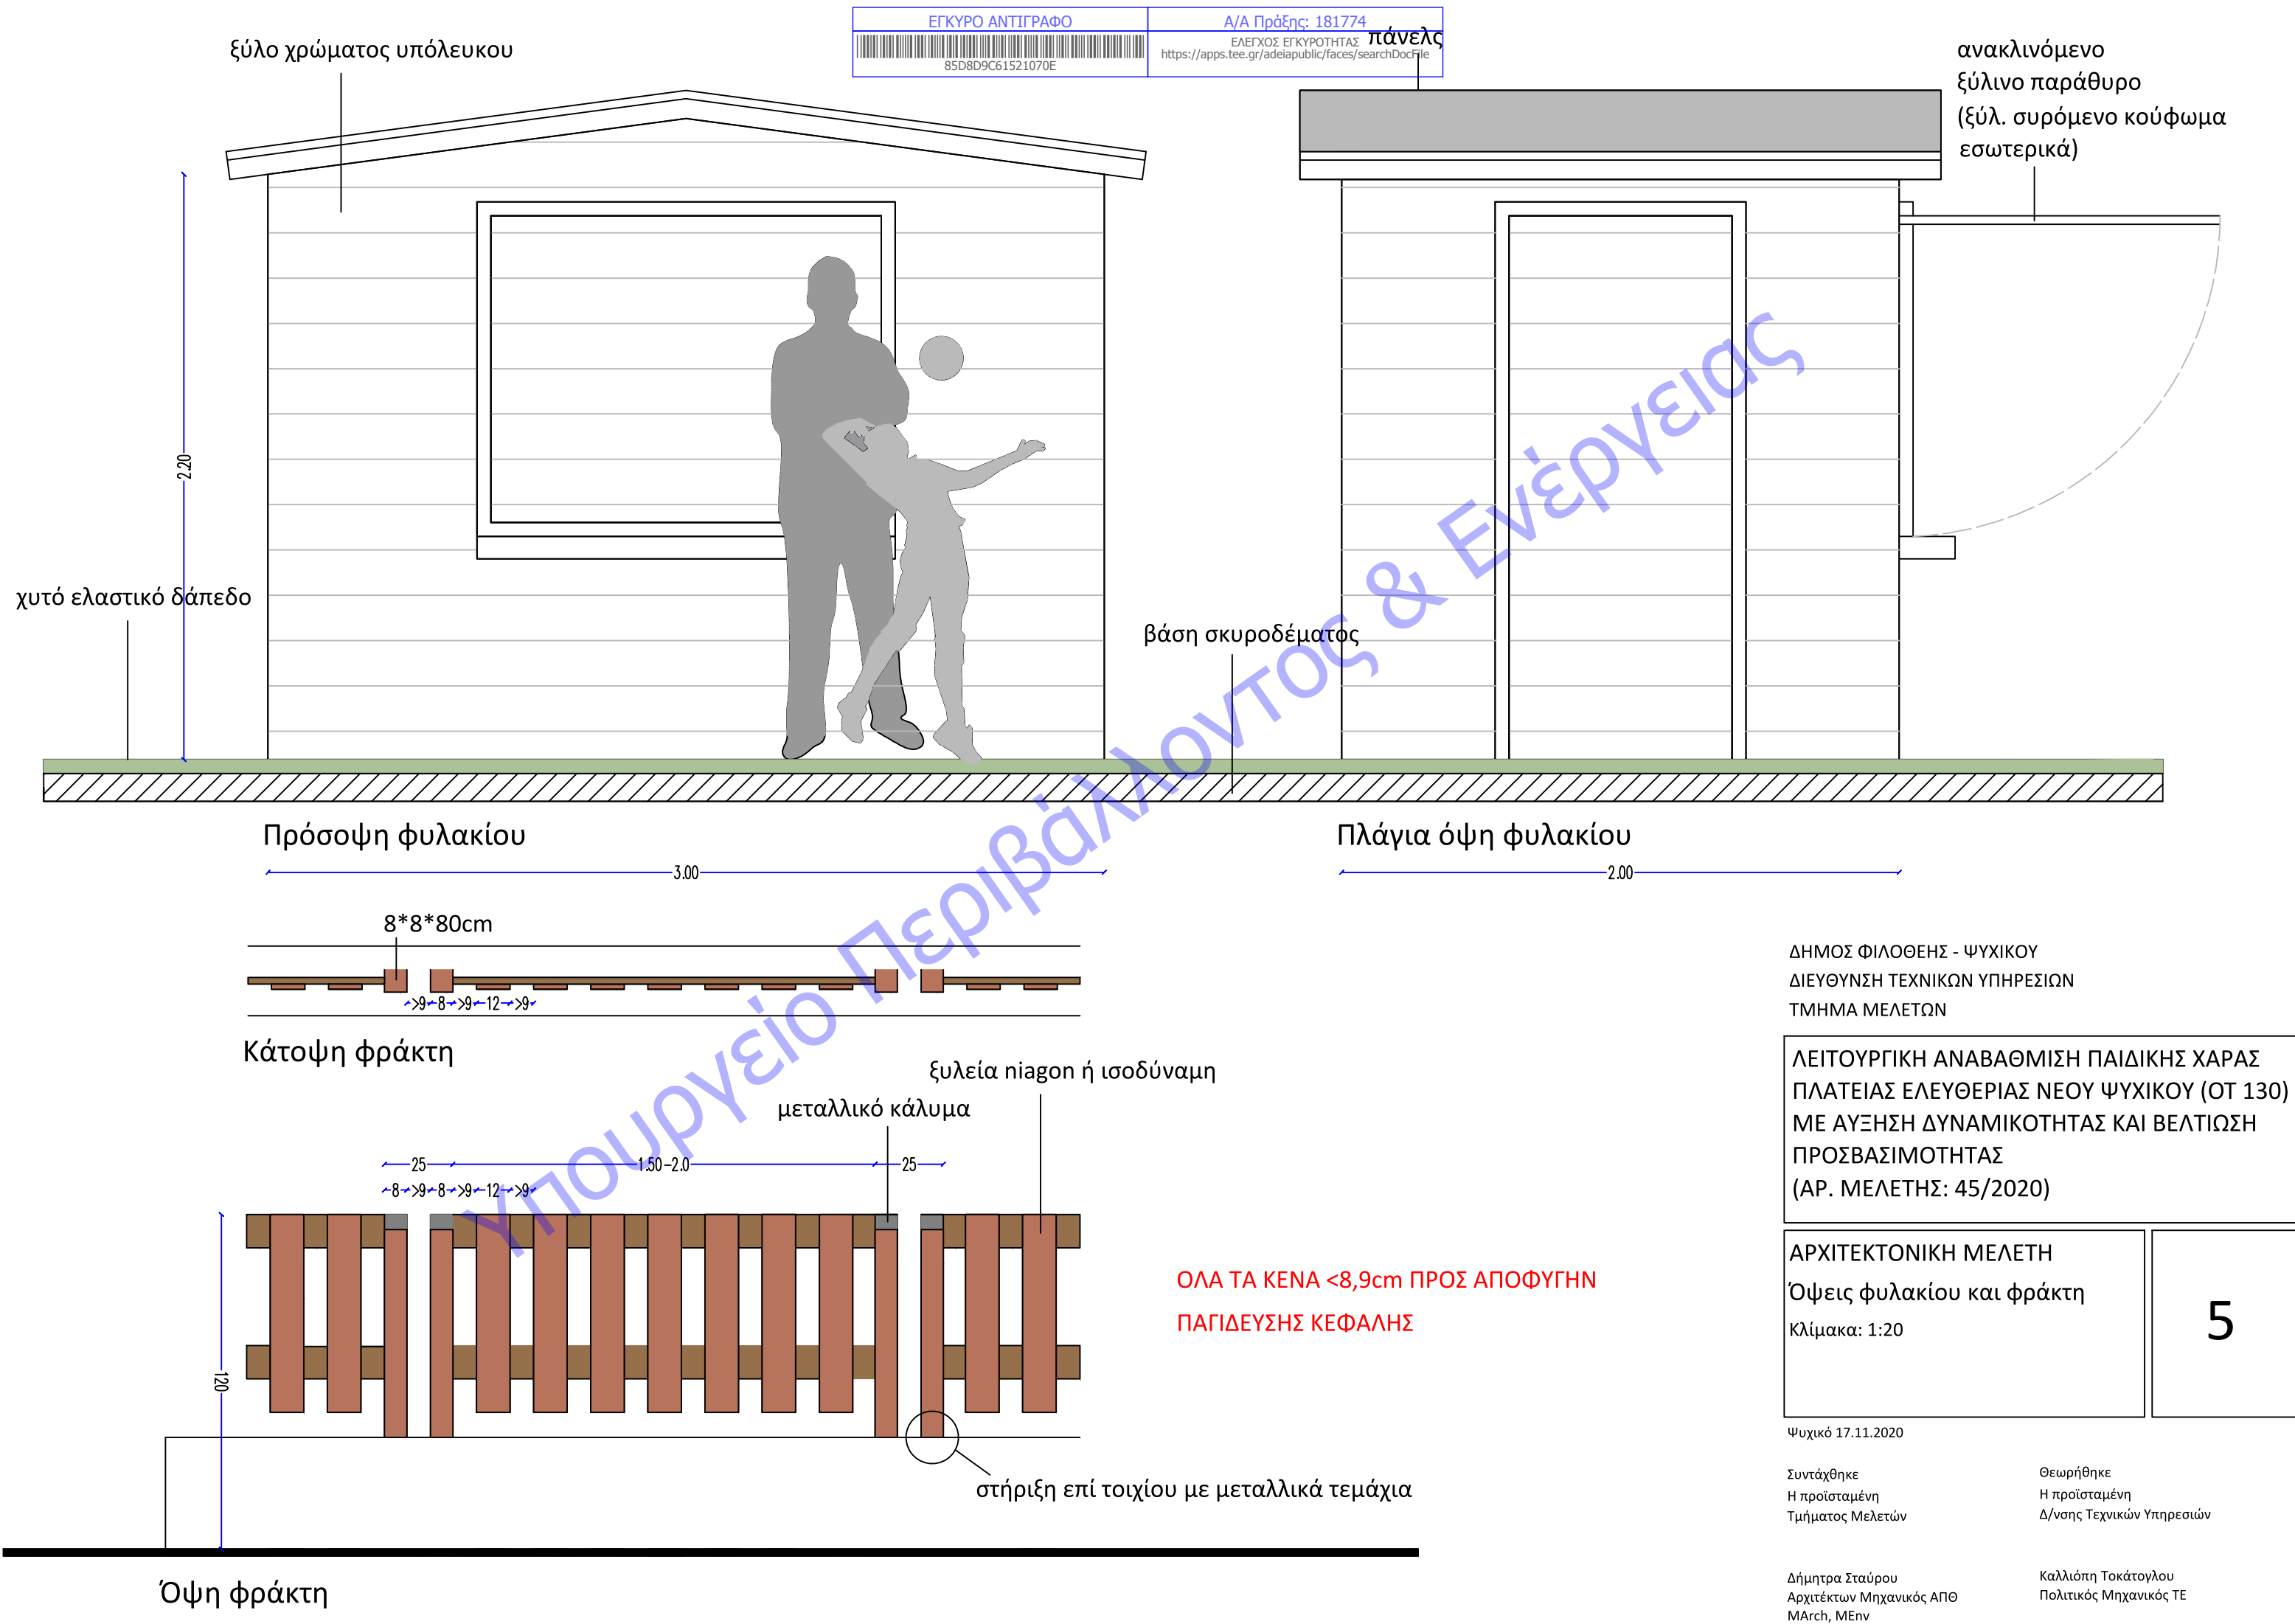 ΕΓΚΥΡΟ ΑΝΤΙΓΡΑΦΟ
Α/Α Πράξης: 181774
85D8D9C61521070E
ΕΛΕΓΧΟΣ ΕΓΚΥΡΟΤΗΤΑΣ
https://apps.tee.gr/adeiapublic/faces/searchDocFile
ξύλο χρώματος υπόλευκου
πάνελς
ανακλινόμενο
ξύλινο παράθυρο
(ξύλ. συρόμενο κούφωμα
εσωτερικά)
2.20
χυτό ελαστικό δάπεδο
βάση σκυροδέματος
Πρόσοψη φυλακίου
Πλάγια όψη φυλακίου
3.00
2.00
Υπουργείο Περιβάλλοντος & Ενέργειας
8*8*80cm
>9 8 >9 12 >9
Κάτοψη φράκτη
ξυλεία niagon ή ισοδύναμη
μεταλλικό κάλυμα
25 1.50-2.0 25
8 >9 8 >9 12 >9
120
ΟΛΑ ΤΑ ΚΕΝΑ <8,9cm ΠΡΟΣ ΑΠΟΦΥΓΗΝ
ΠΑΓΙΔΕΥΣΗΣ ΚΕΦΑΛΗΣ
στήριξη επί τοιχίου με μεταλλικά τεμάχια
Όψη φράκτη
ΔΗΜΟΣ ΦΙΛΟΘΕΗΣ - ΨΥΧΙΚΟΥ
ΔΙΕΥΘΥΝΣΗ ΤΕΧΝΙΚΩΝ ΥΠΗΡΕΣΙΩΝ
ΤΜΗΜΑ ΜΕΛΕΤΩΝ
ΛΕΙΤΟΥΡΓΙΚΗ ΑΝΑΒΑΘΜΙΣΗ ΠΑΙΔΙΚΗΣ ΧΑΡΑΣ
ΠΛΑΤΕΙΑΣ ΕΛΕΥΘΕΡΙΑΣ ΝΕΟΥ ΨΥΧΙΚΟΥ (ΟΤ 130)
ΜΕ ΑΥΞΗΣΗ ΔΥΝΑΜΙΚΟΤΗΤΑΣ ΚΑΙ ΒΕΛΤΙΩΣΗ
ΠΡΟΣΒΑΣΙΜΟΤΗΤΑΣ
(ΑΡ. ΜΕΛΕΤΗΣ: 45/2020)
ΑΡΧΙΤΕΚΤΟΝΙΚΗ ΜΕΛΕΤΗ
Όψεις φυλακίου και φράκτη
Κλίμακα: 1:20
5
Ψυχικό 17.11.2020
Συντάχθηκε
Η προϊσταμένη
Τμήματος Μελετών
Θεωρήθηκε
Η προϊσταμένη
Δ/νσης Τεχνικών Υπηρεσιών
Δήμητρα Σταύρου
Αρχιτέκτων Μηχανικός ΑΠΘ
MArch, MEnv
Καλλιόπη Τοκάτογλου
Πολιτικός Μηχανικός ΤΕ